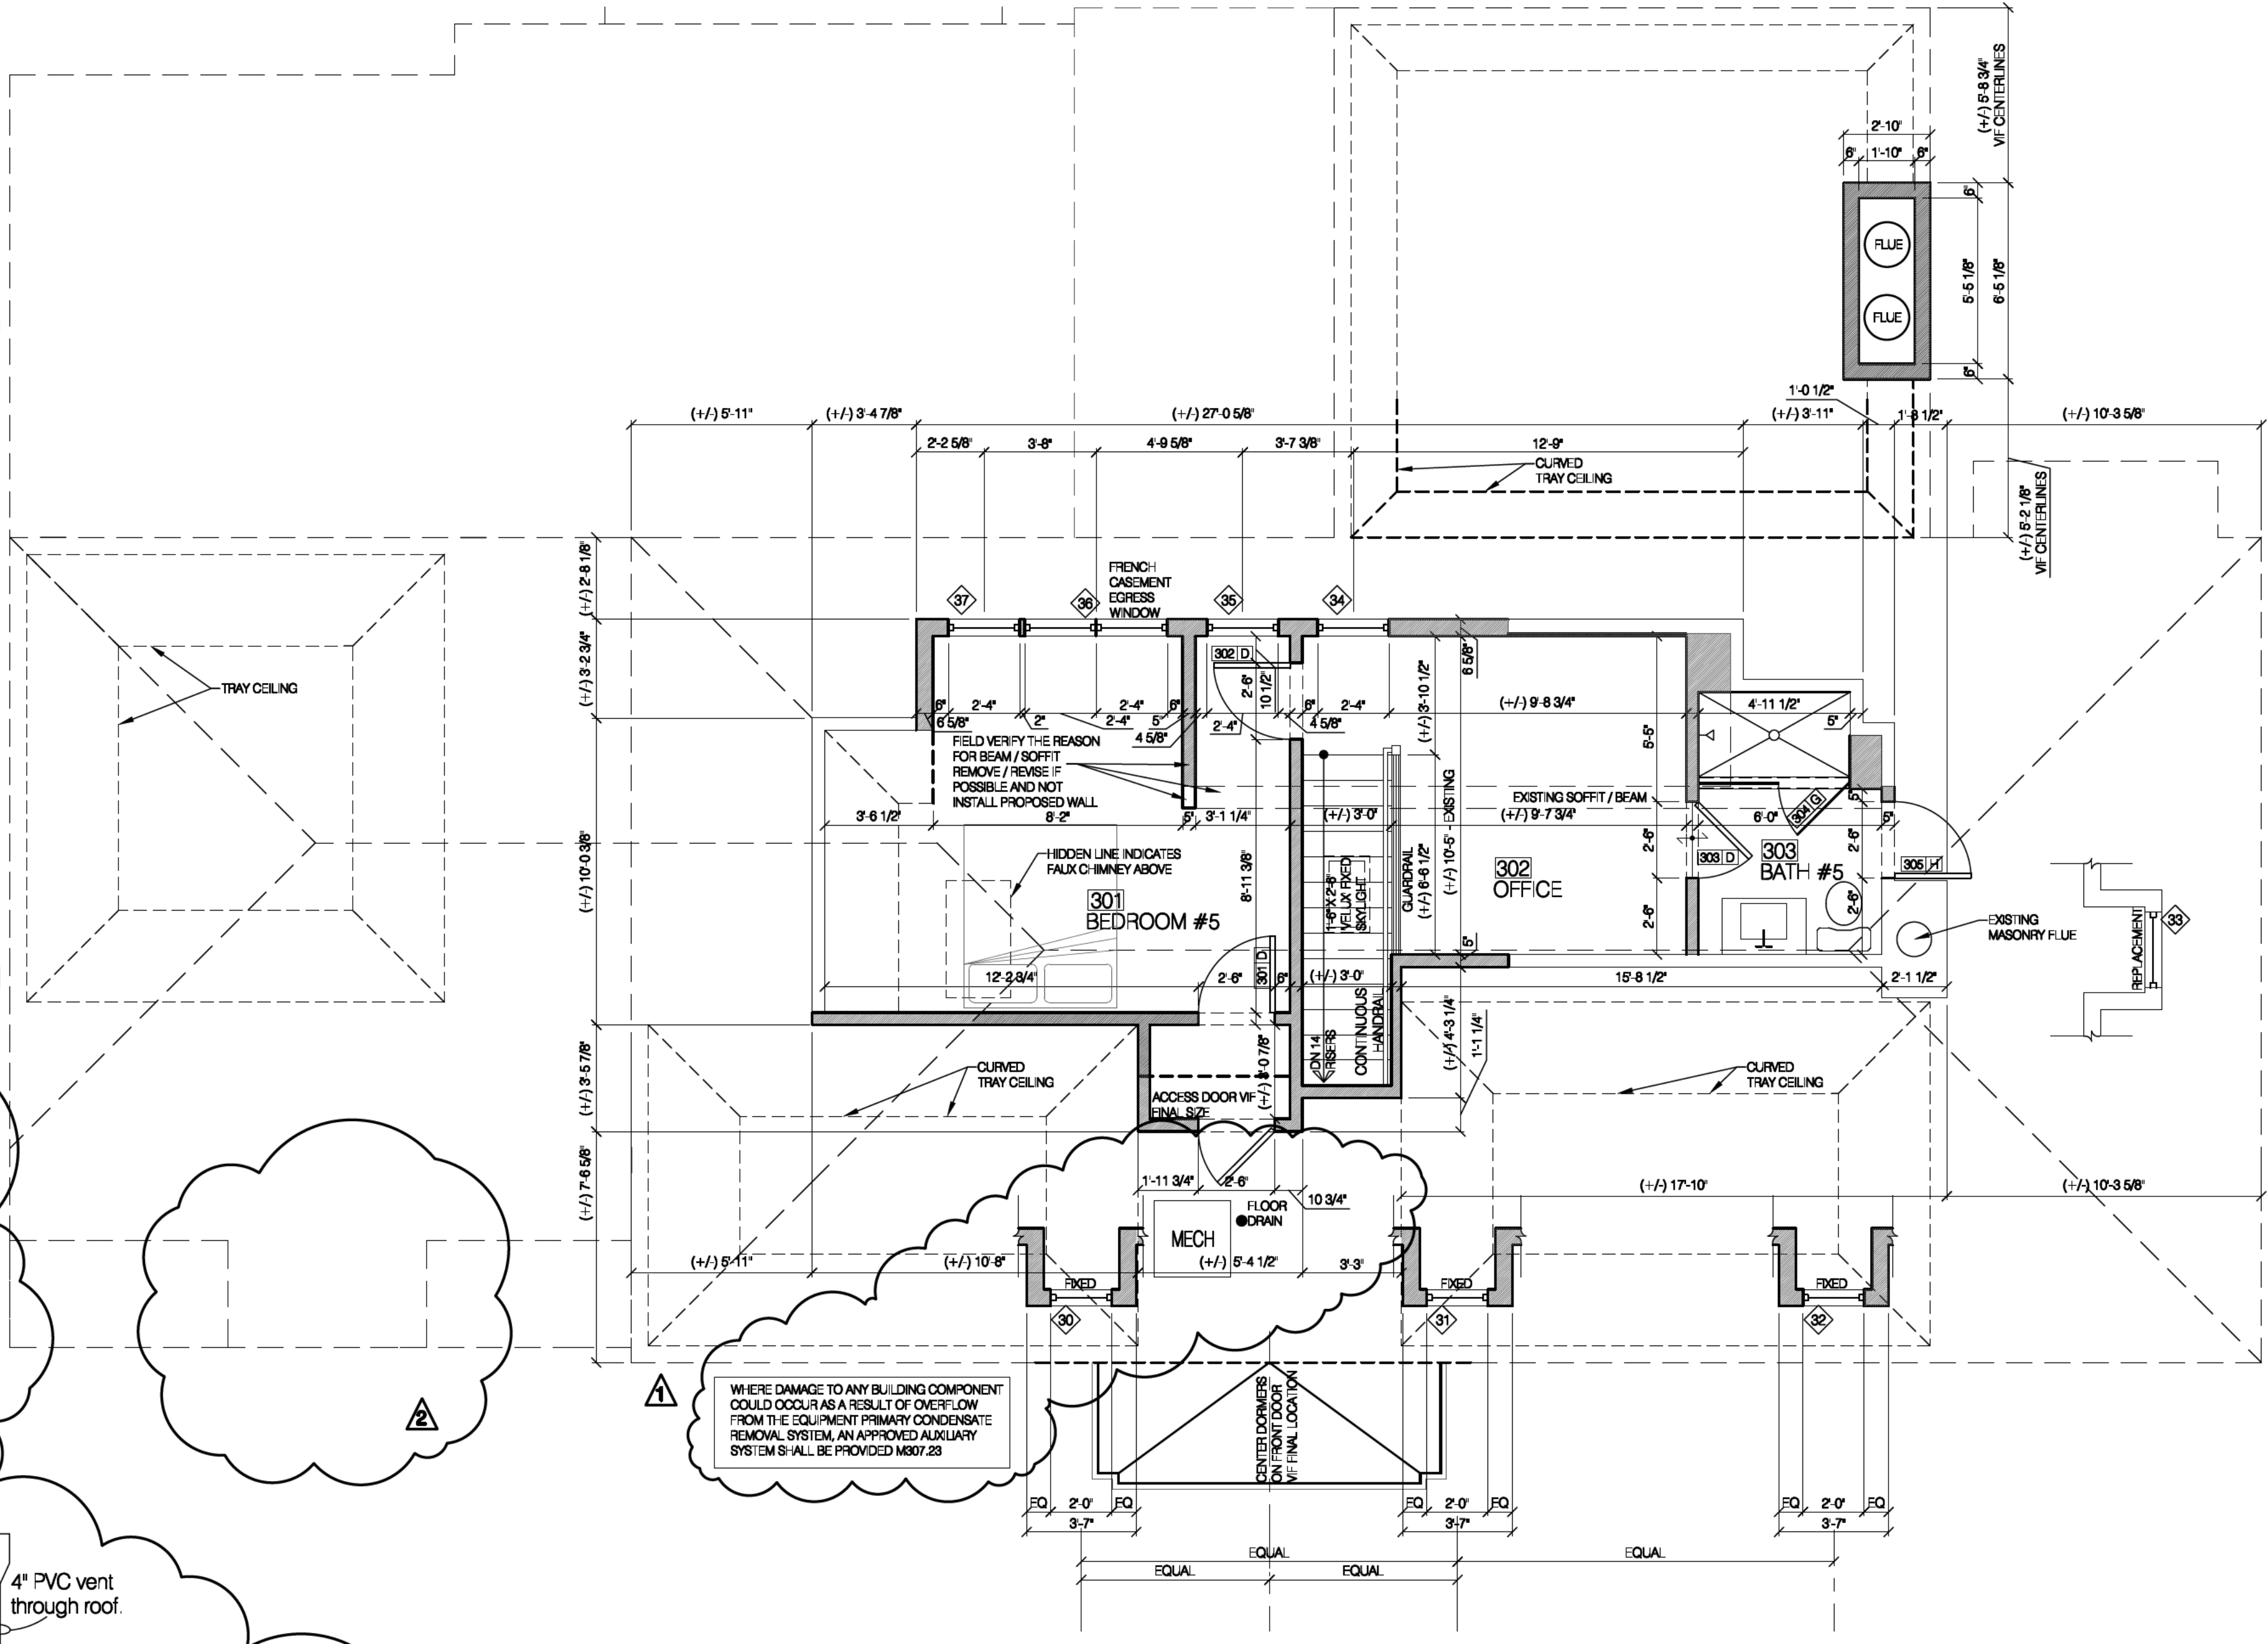 (+/-) 5'-8 3/4"
VIF CENTERLINES
2'-10"
6"
1'-10"
6"
6"
FLUE
FLUE
5'-5 1/8"
6'-5 1/8"
6"
1'-0 1/2"
(+/-) 5'-11"
(+/-) 3'-4 7/8"
(+/-) 27'-0 5/8"
(+/-) 3'-11"
1'-8 1/2"
(+/-) 10'-3 5/8"
2'-2 5/8"
3'-8"
4'-9 5/8"
3'-7 3/8"
12'-9"
CURVED
TRAY CEILING
(+/-) 5'-2 1/8"
VIF CENTERLINES
(+/-) 2'-8 1/8"
FRENCH
CASEMENT
EGRESS
WINDOW
37
36
35
34
(+/-) 3'-2 3/4"
TRAY CEILING
302 D
2'-6"
10 1/2"
6 5/8"
(+/-) 3'-10 1/2"
6"
2'-4"
2"
2'-4"
2'-4"
6"
5"
6 5/8"
4 5/8"
2'-4"
6"
4 5/8"
2'-4"
(+/-) 9'-8 3/4"
5'-5"
4'-11 1/2"
5"
FIELD VERIFY THE REASON
FOR BEAM / SOFFIT
REMOVE / REVISE IF
POSSIBLE AND NOT
INSTALL PROPOSED WALL
EXISTING SOFFIT / BEAM
3'-6 1/2"
8'-2"
5"
3'-1 1/4"
(+/-) 3'-0"
(+/-) 9'-7 3/4"
6'-0"
304 G
5"
5"
(+/-) 10'-0 3/8"
HIDDEN LINE INDICATES
FAUX CHIMNEY ABOVE
8'-11 3/8"
1'-6" X 2'-8"
VELUX FIXED
SKYLIGHT
GUARDRAIL
(+/-) 6'-6 1/2"
(+/-) 10'-5" - EXISTING
302
OFFICE
2'-6"
2'-6"
303 D
303
BATH #5
2'-6"
2'-6"
305 H
301
BEDROOM #5
EXISTING
MASONRY FLUE
REPLACEMENT
33
5"
12'-2 3/4"
2'-6"
301 D
6"
(+/-) 3'-0"
15'-8 1/2"
2'-1 1/2"
CONTINUOUS
HANDRAIL
DN 14
RISERS
(+/-) 4'-3 1/4"
1'-1 1/4"
(+/-) 3'-5 7/8"
CURVED
TRAY CEILING
(+/-) 3'-0 7/8"
CURVED
TRAY CEILING
ACCESS DOOR VIF
FINAL SIZE
(+/-) 7'-6 5/8"
1'-11 3/4"
2'-6"
10 3/4"
(+/-) 17'-10"
(+/-) 10'-3 5/8"
FLOOR
DRAIN
MECH
(+/-) 5'-11"
(+/-) 10'-8"
(+/-) 5'-4 1/2"
3'-3"
FIXED
FIXED
FIXED
30
31
32
1
2
WHERE DAMAGE TO ANY BUILDING COMPONENT
COULD OCCUR AS A RESULT OF OVERFLOW
FROM THE EQUIPMENT PRIMARY CONDENSATE
REMOVAL SYSTEM, AN APPROVED AUXILIARY
SYSTEM SHALL BE PROVIDED M307.23
CENTER DORMERS
ON FRONT DOOR
VIF FINAL LOCATION
EQ
2'-0"
EQ
3'-7"
EQ
2'-0"
EQ
3'-7"
EQ
2'-0"
EQ
3'-7"
EQUAL
EQUAL
EQUAL
EQUAL
4" PVC vent
through roof.